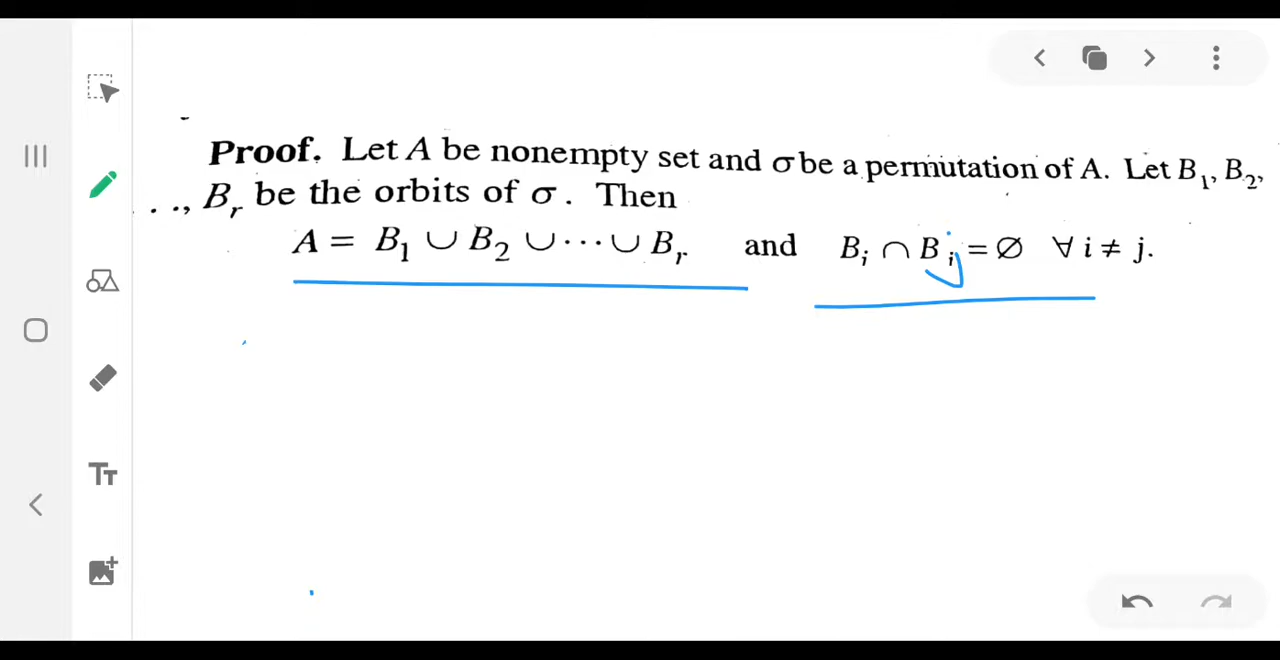 Proof. Let A be nonempty set and σ be a permutation of A. Let B₁, B₂,
. . ., Bᵣ be the orbits of σ . Then
A = B₁ ∪ B₂ ∪ ··· ∪ Bᵣ and Bᵢ ∩ Bⱼ = ∅ ∀ i ≠ j.
TT